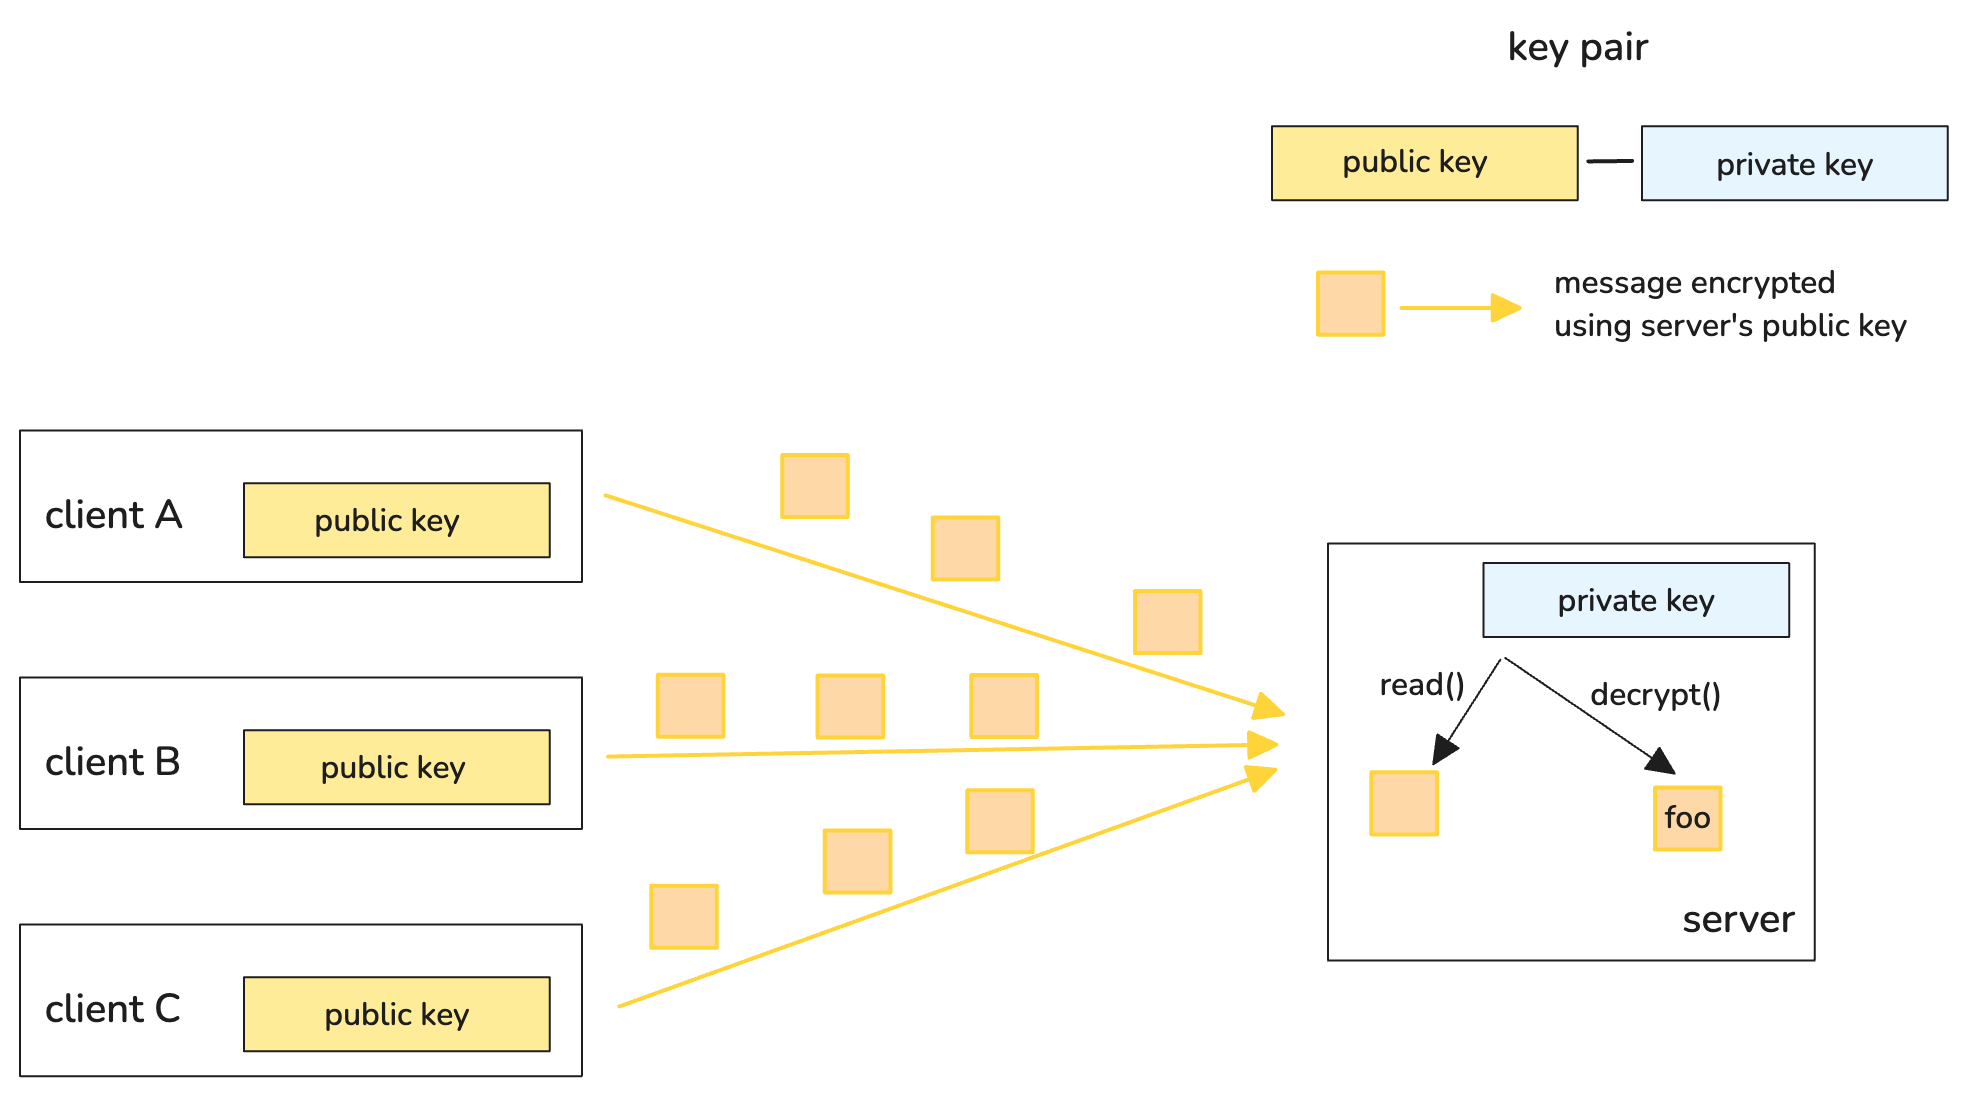 key pair
public key
private key
message encrypted
using server's public key
client A
public key
client B
public key
client C
public key
private key
read()
decrypt()
foo
server